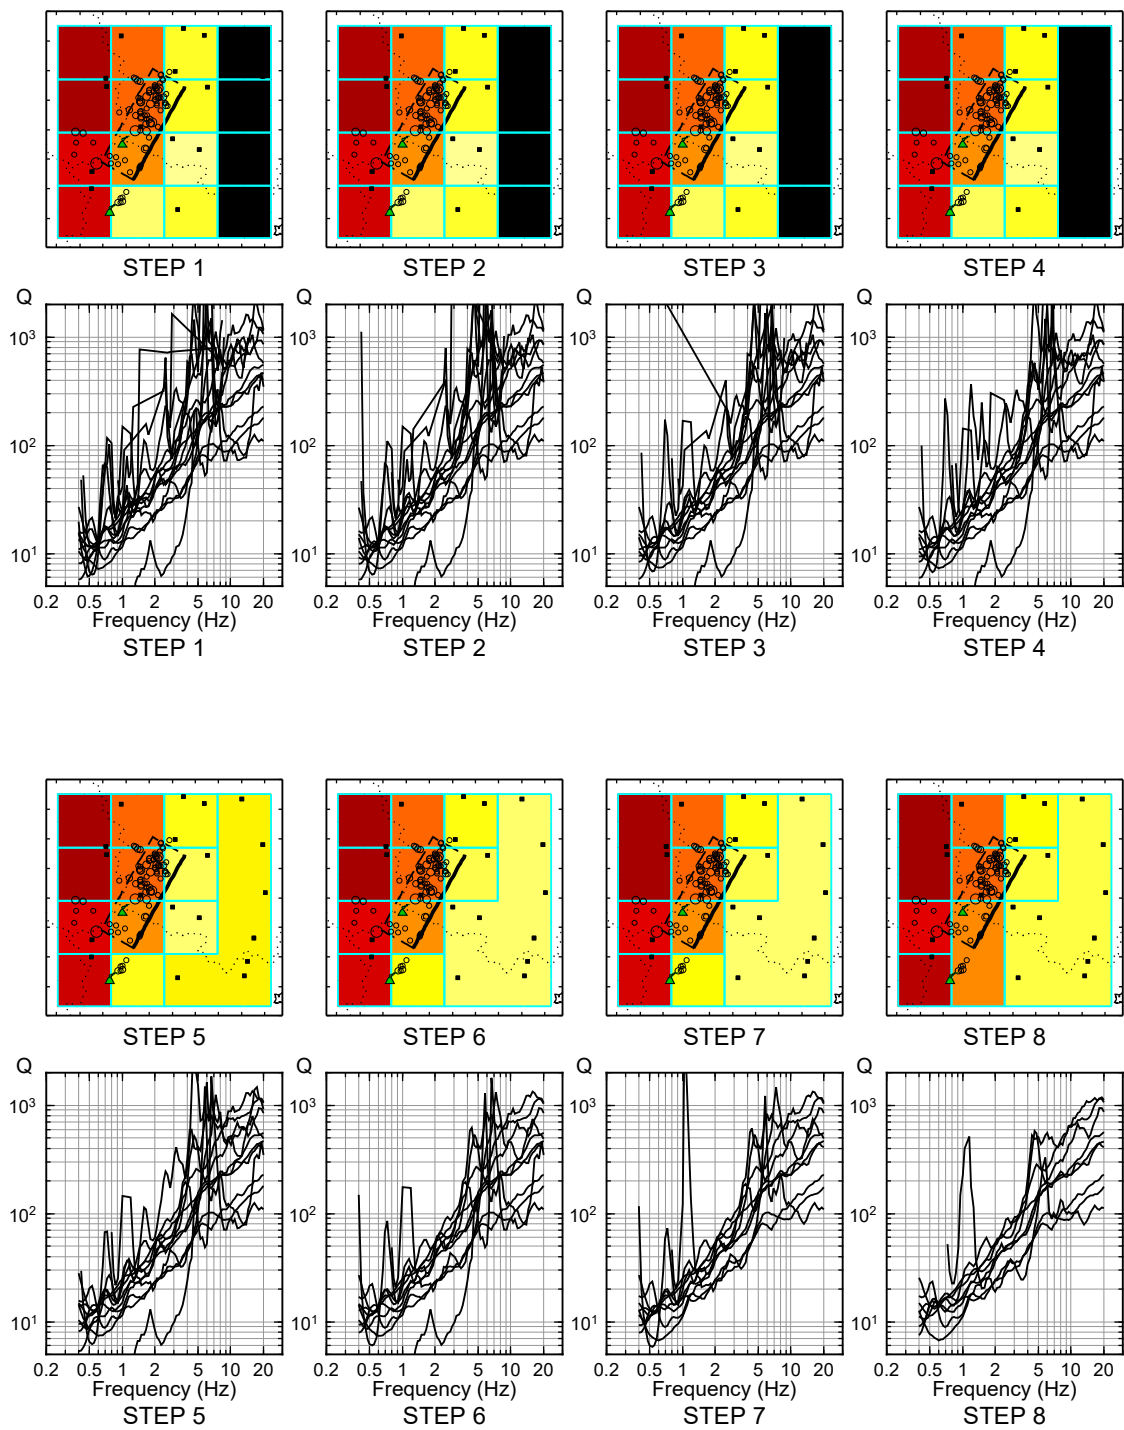 STEP 1 STEP 2 STEP 3 STEP 4
Q Q Q Q
10³ 10³ 10³ 10³
10² 10² 10² 10²
10¹ 10¹ 10¹ 10¹
0.2 0.5 1 2 5 10 20 0.2 0.5 1 2 5 10 20 0.2 0.5 1 2 5 10 20 0.2 0.5 1 2 5 10 20
Frequency (Hz) Frequency (Hz) Frequency (Hz) Frequency (Hz)
STEP 1 STEP 2 STEP 3 STEP 4
STEP 5 STEP 6 STEP 7 STEP 8
Q Q Q Q
10³ 10³ 10³ 10³
10² 10² 10² 10²
10¹ 10¹ 10¹ 10¹
0.2 0.5 1 2 5 10 20 0.2 0.5 1 2 5 10 20 0.2 0.5 1 2 5 10 20 0.2 0.5 1 2 5 10 20
Frequency (Hz) Frequency (Hz) Frequency (Hz) Frequency (Hz)
STEP 5 STEP 6 STEP 7 STEP 8